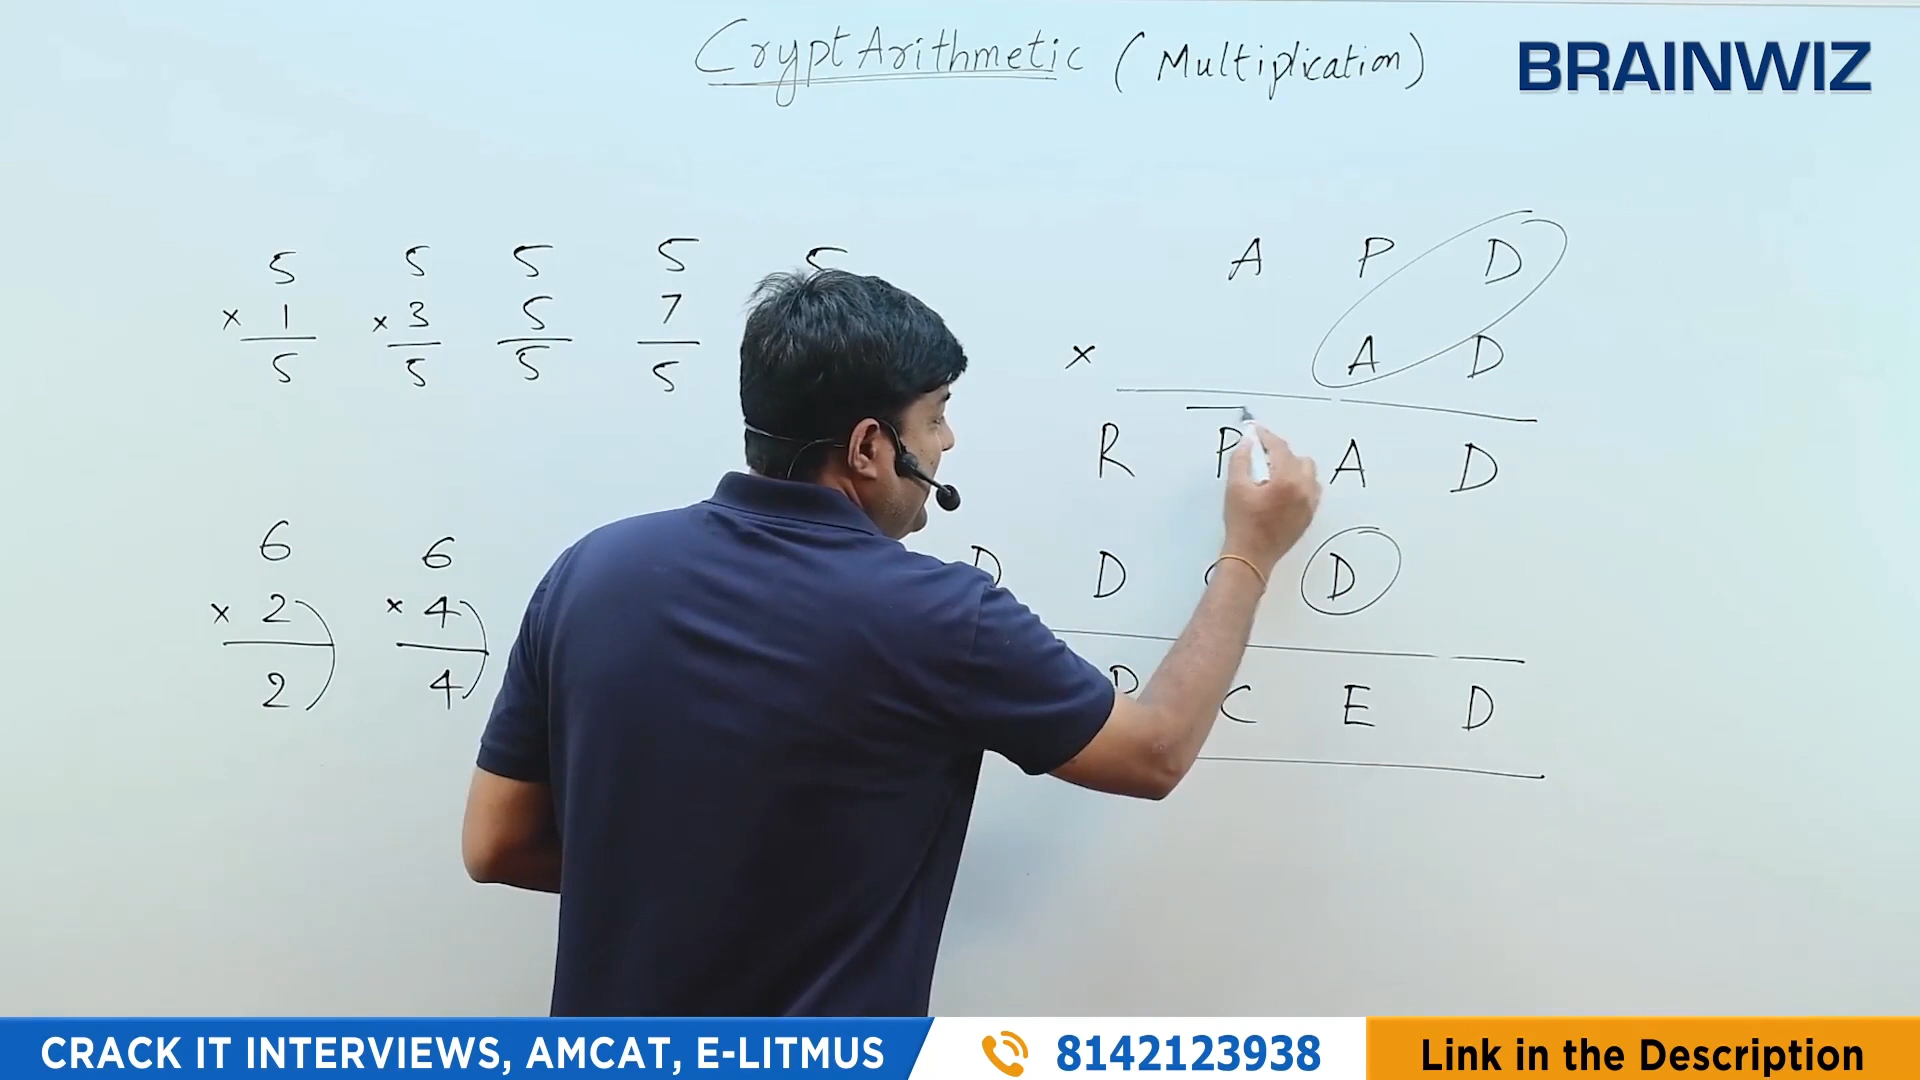 CryptArithmetic (Multiplication)
BRAINWIZ
5 5 5 5
× 1 × 3 5 7
5 5 5 5
6 6
× 2 × 4
2 4
A P D
× A D
R P A D
D D D
C E D
CRACK IT INTERVIEWS, AMCAT, E-LITMUS
8142123938
Link in the Description